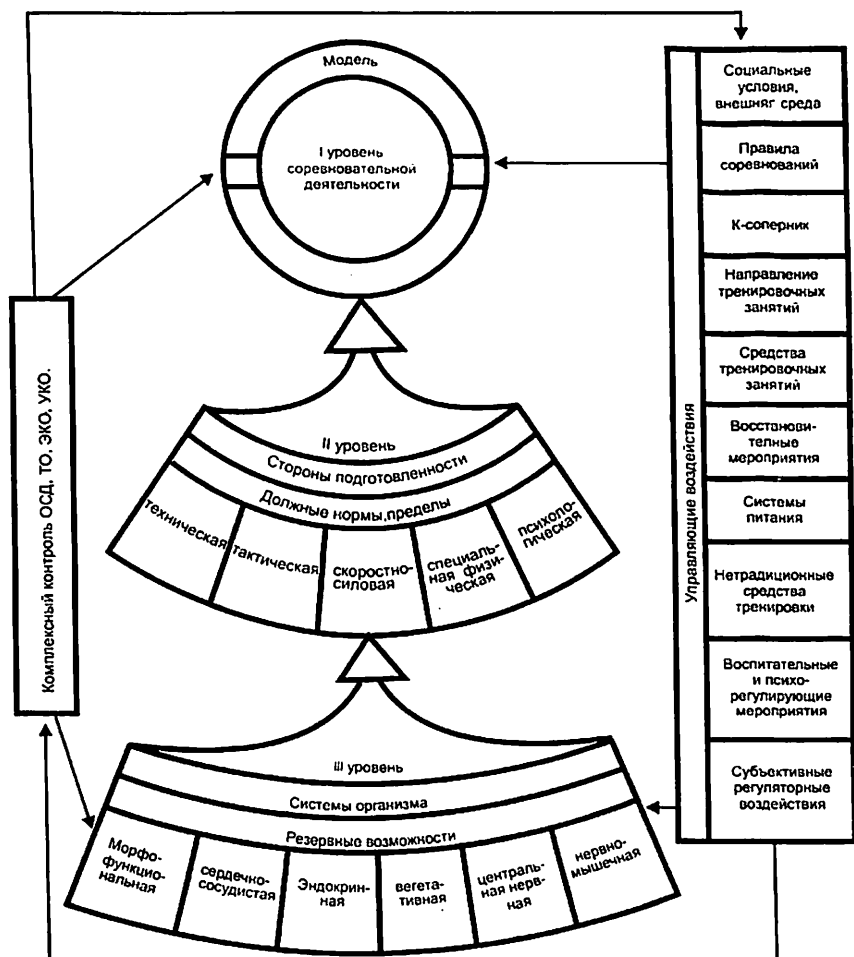 Модель
I уровень
соревновательной
деятельности
II уровень
Стороны подготовленности
Должные нормы, пределы
техническая
тактическая
скоростно-
силовая
специаль-
ная физи-
ческая
психоло-
гическая
III уровень
Системы организма
Резервные возможности
Морфо-
функцио-
нальная
сердечно-
сосудистая
Эндокрин-
ная
вегета-
тивная
централь-
ная нерв-
ная
нервно-
мышечная
Комплексный контроль ОСД, ТО, ЭКО, УКО.
Управляющие воздействия
Социальные
условия,
внешняг среда
Правила
соревнований
К-соперник
Направление
тренировочных
занятий
Средства
тренировочных
занятий
Восстанови-
тельные
мероприятия
Системы
питания
Нетрадиционные
средства
тренировки
Воспитательные
и психо-
регулирующие
мероприятия
Субъективные
регуляторные
воздействия